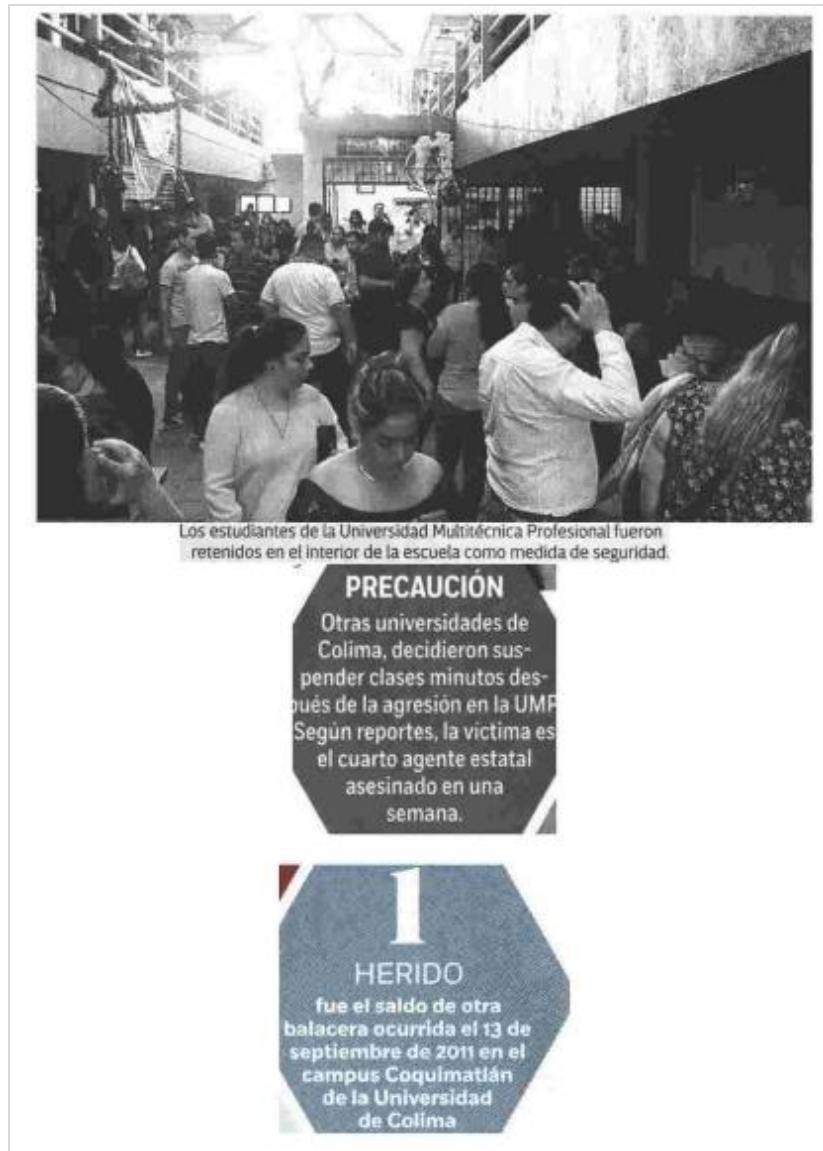 Los estudiantes de la Universidad Multitécnica Profesional fueron
retenidos en el interior de la escuela como medida de seguridad.
PRECAUCIÓN
Otras universidades de
Colima, decidieron sus-
pender clases minutos des-
pués de la agresión en la UMP
Según reportes, la víctima es
el cuarto agente estatal
asesinado en una
semana.
1
HERIDO
fue el saldo de otra
balacera ocurrida el 13 de
septiembre de 2011 en el
campus Coquimatlán
de la Universidad
de Colima